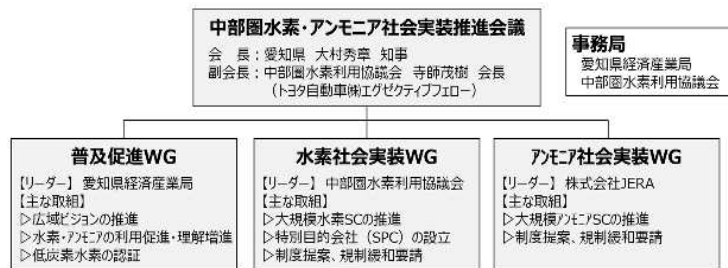 中部圏水素・アンモニア社会実装推進会議
会　長：愛知県　大村秀章　知事
副会長：中部圏水素利用協議会　寺師茂樹　会長
（トヨタ自動車㈱エグゼクティブフェロー）
事務局
愛知県経済産業局
中部圏水素利用協議会
普及促進WG
【リーダー】愛知県経済産業局
【主な取組】
▷広域ビジョンの推進
▷水素・アンモニアの利用促進・理解増進
▷低炭素水素の認証
水素社会実装WG
【リーダー】中部圏水素利用協議会
【主な取組】
▷大規模水素SCの推進
▷特別目的会社（SPC）の設立
▷制度提案、規制緩和要請
アンモニア社会実装WG
【リーダー】株式会社JERA
【主な取組】
▷大規模アンモニアSCの推進
▷制度提案、規制緩和要請